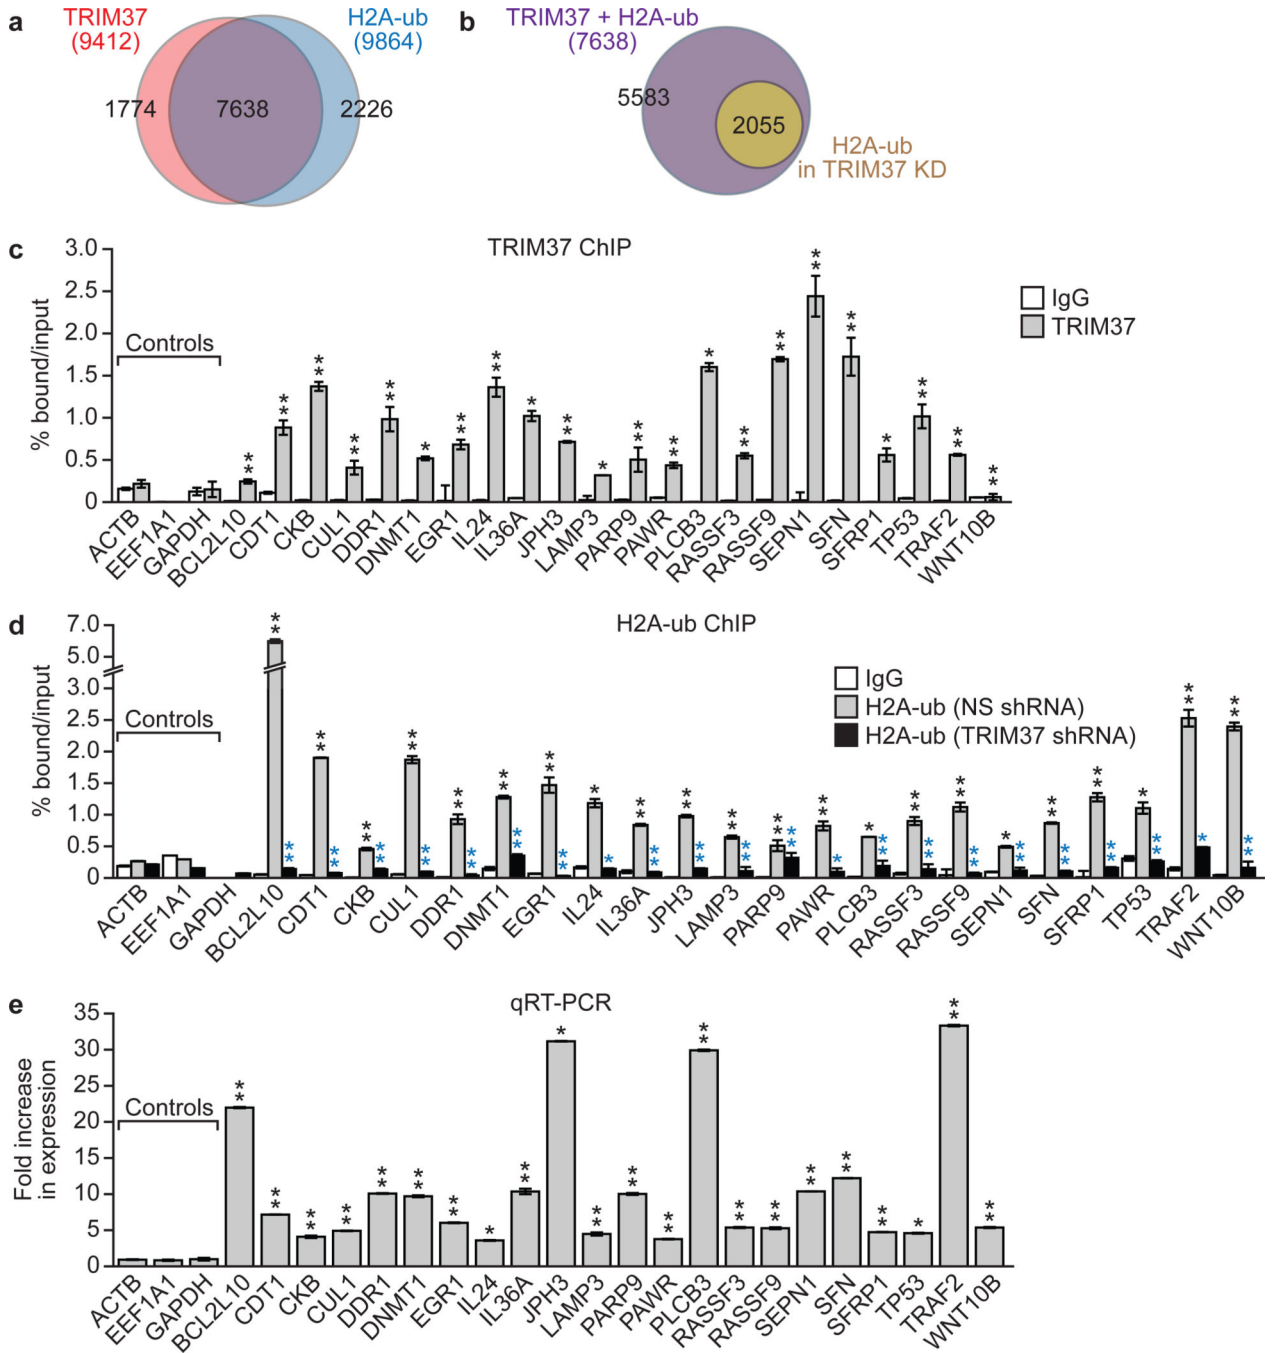 a
TRIM37
(9412)
H2A-ub
(9864)
1774
7638
2226
b
TRIM37 + H2A-ub
(7638)
5583
2055
H2A-ub
in TRIM37 KD
c
TRIM37 ChIP
% bound/input
3.0
2.5
2.0
1.5
1.0
0.5
0
Controls
IgG
TRIM37
** ** ** ** ** * ** ** * ** * ** ** * ** ** ** ** * ** ** **
ACTB EEF1A1 GAPDH BCL2L10 CDT1 CKB CUL1 DDR1 DNMT1 EGR1 IL24 IL36A JPH3 LAMP3 PARP9 PAWR PLCB3 RASSF3 RASSF9 SEPN1 SFN SFRP1 TP53 TRAF2 WNT10B
d
H2A-ub ChIP
% bound/input
7.0
5.0
3.0
2.0
1.5
1.0
0.5
0
Controls
IgG
H2A-ub (NS shRNA)
H2A-ub (TRIM37 shRNA)
** ** ** ** ** ** ** * ** ** ** ** ** * ** ** * ** ** * ** **
** ** ** ** ** ** ** * ** ** ** ** * ** ** ** ** ** ** ** * **
ACTB EEF1A1 GAPDH BCL2L10 CDT1 CKB CUL1 DDR1 DNMT1 EGR1 IL24 IL36A JPH3 LAMP3 PARP9 PAWR PLCB3 RASSF3 RASSF9 SEPN1 SFN SFRP1 TP53 TRAF2 WNT10B
e
qRT-PCR
Fold increase
in expression
35
30
25
20
15
10
5
0
Controls
** ** ** ** ** ** ** * ** * ** ** ** ** ** ** ** ** ** * ** **
ACTB EEF1A1 GAPDH BCL2L10 CDT1 CKB CUL1 DDR1 DNMT1 EGR1 IL24 IL36A JPH3 LAMP3 PARP9 PAWR PLCB3 RASSF3 RASSF9 SEPN1 SFN SFRP1 TP53 TRAF2 WNT10B